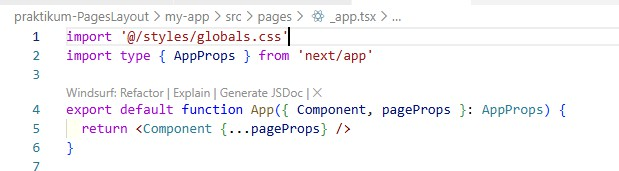 praktikum-PagesLayout > my-app > src > pages > _app.tsx > ...
1 import '@/styles/globals.css'
2 import type { AppProps } from 'next/app'
3
Windsurf: Refactor | Explain | Generate JSDoc | X
4 export default function App({ Component, pageProps }: AppProps) {
5 return <Component {...pageProps} />
6 }
7